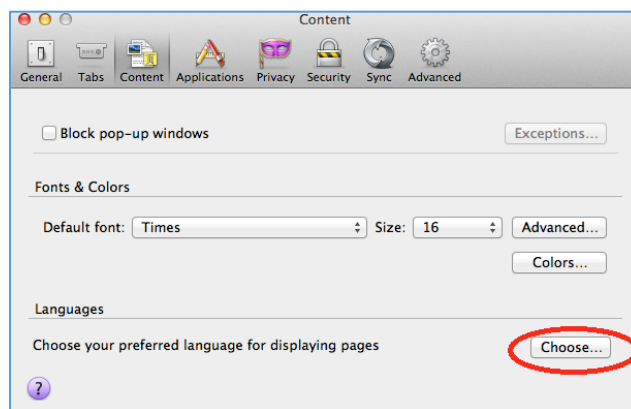 Content
General Tabs Content Applications Privacy Security Sync Advanced
Block pop-up windows Exceptions...
Fonts & Colors
Default font: Times Size: 16 Advanced...
Colors...
Languages
Choose your preferred language for displaying pages Choose...
?